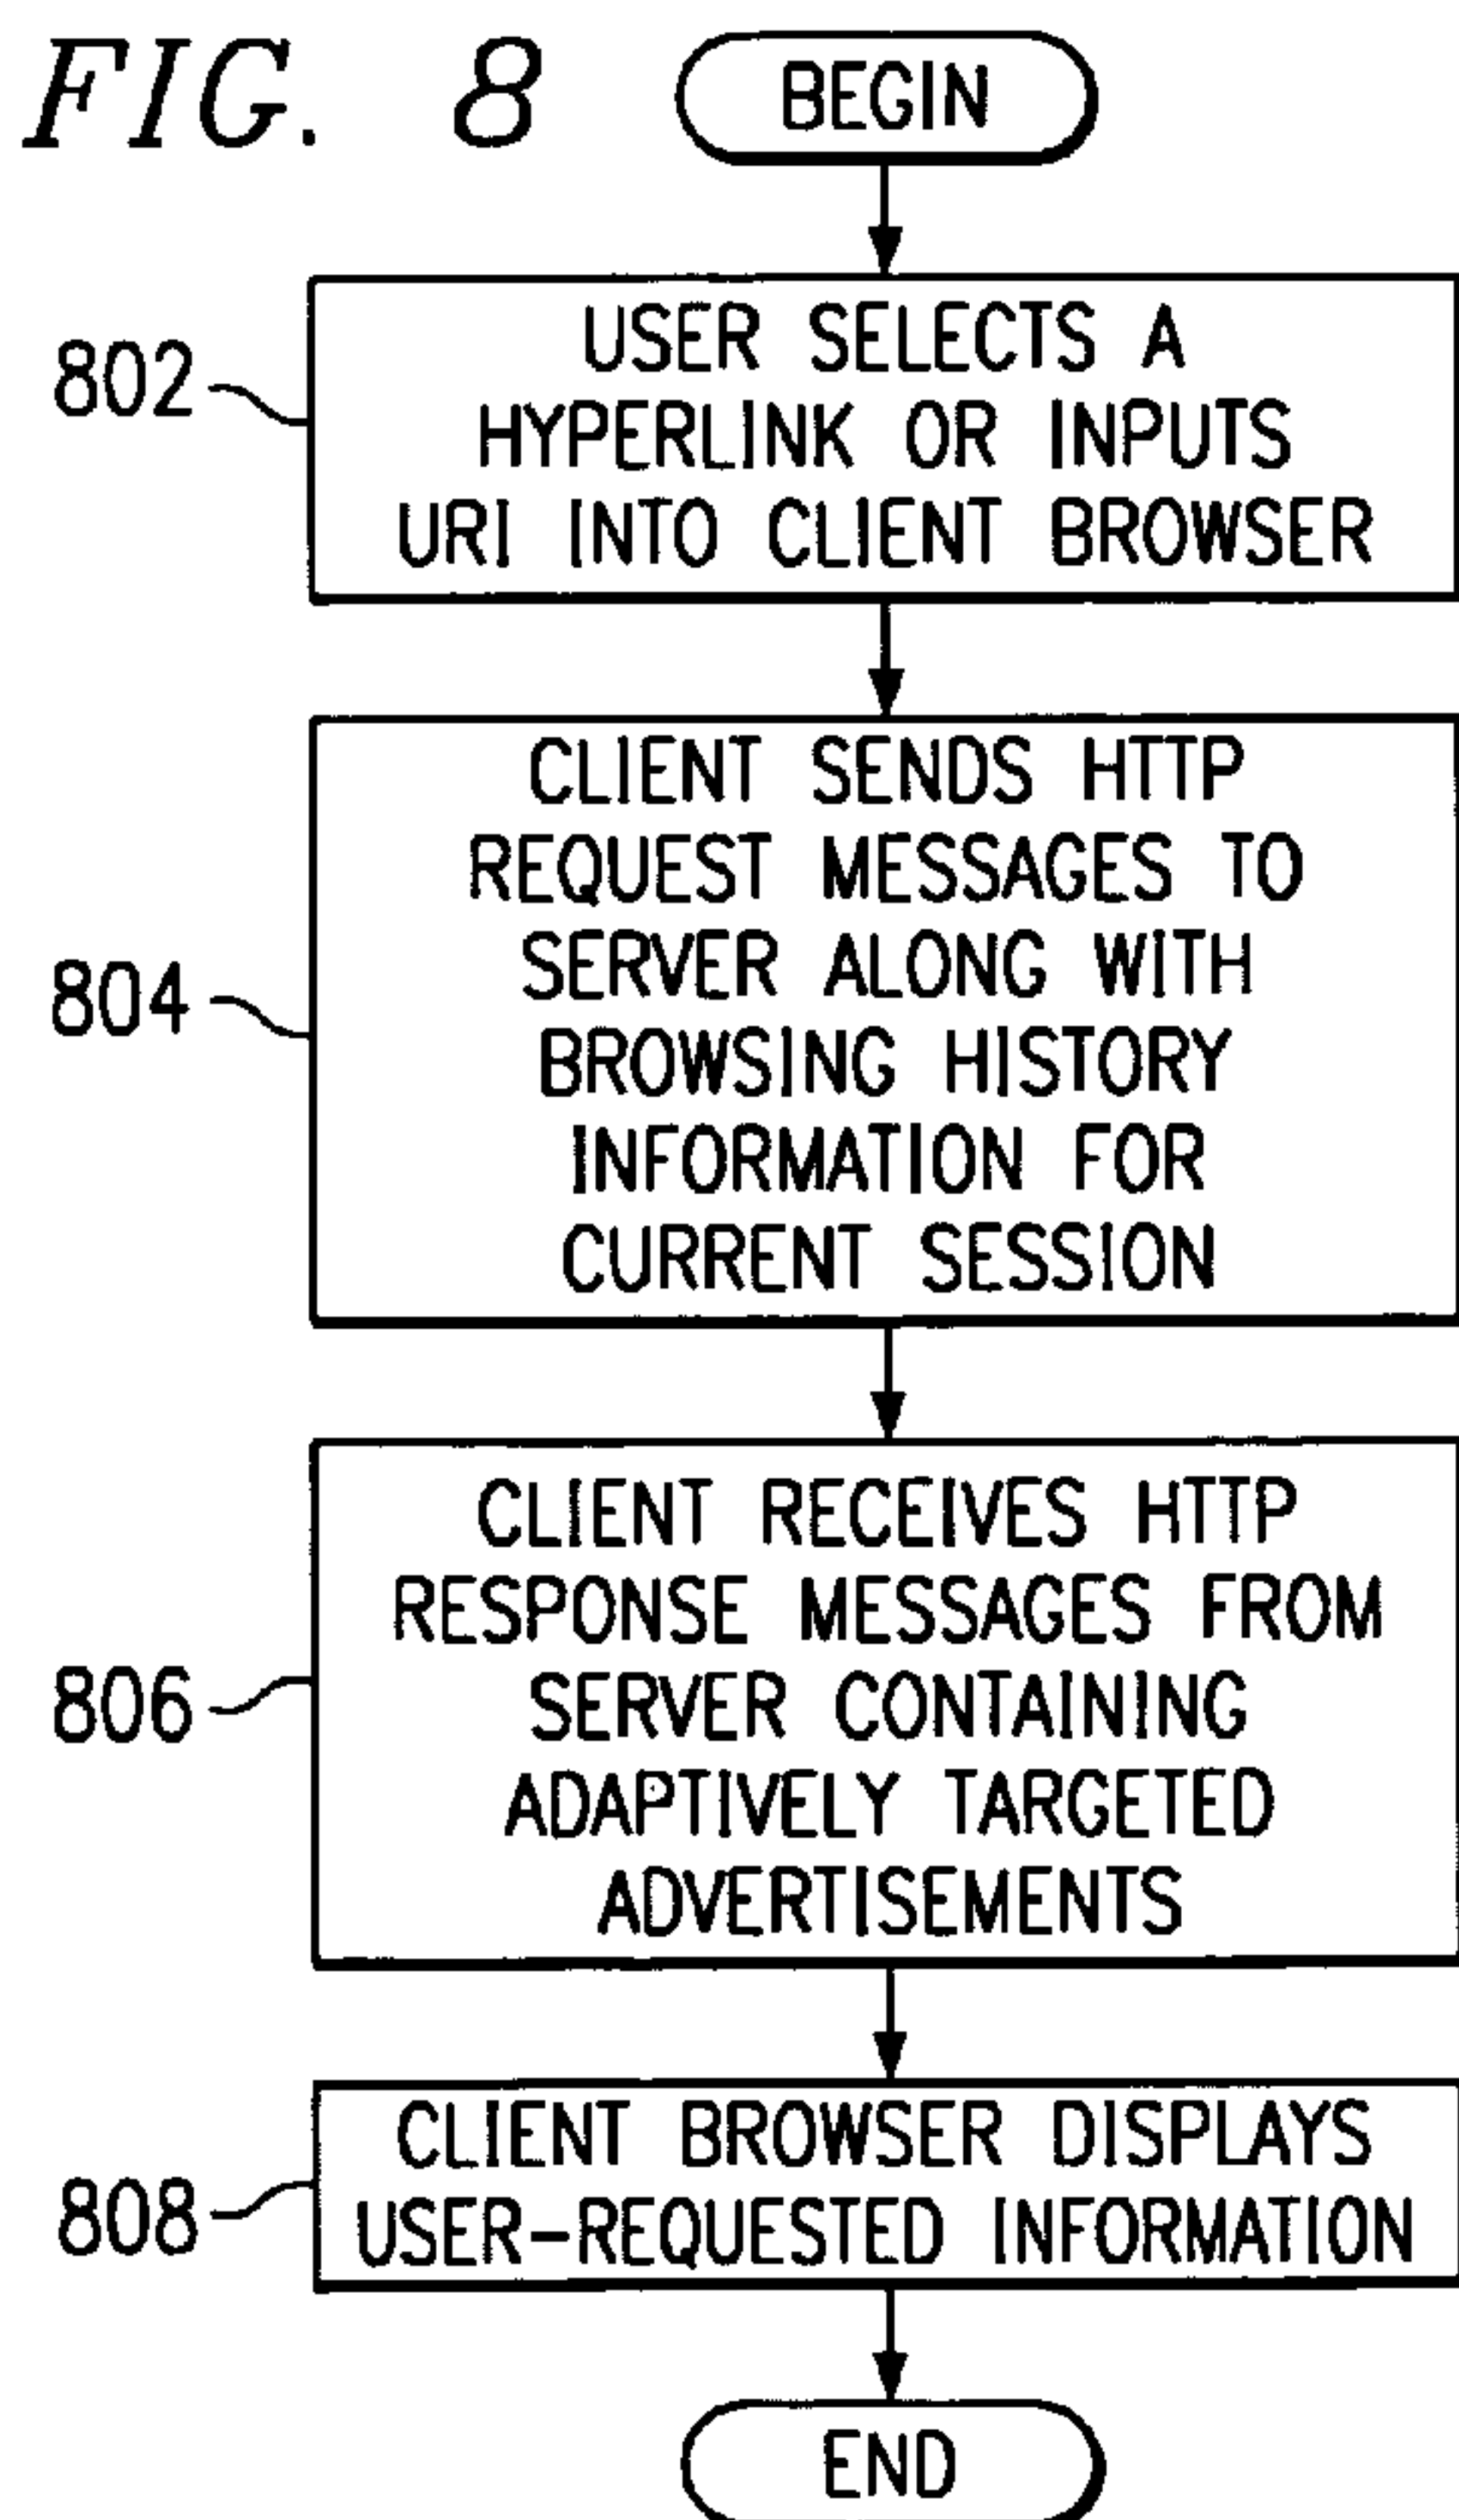 FIG. 8
BEGIN
802
USER SELECTS A
HYPERLINK OR INPUTS
URI INTO CLIENT BROWSER
804
CLIENT SENDS HTTP
REQUEST MESSAGES TO
SERVER ALONG WITH
BROWSING HISTORY
INFORMATION FOR
CURRENT SESSION
806
CLIENT RECEIVES HTTP
RESPONSE MESSAGES FROM
SERVER CONTAINING
ADAPTIVELY TARGETED
ADVERTISEMENTS
808
CLIENT BROWSER DISPLAYS
USER-REQUESTED INFORMATION
END